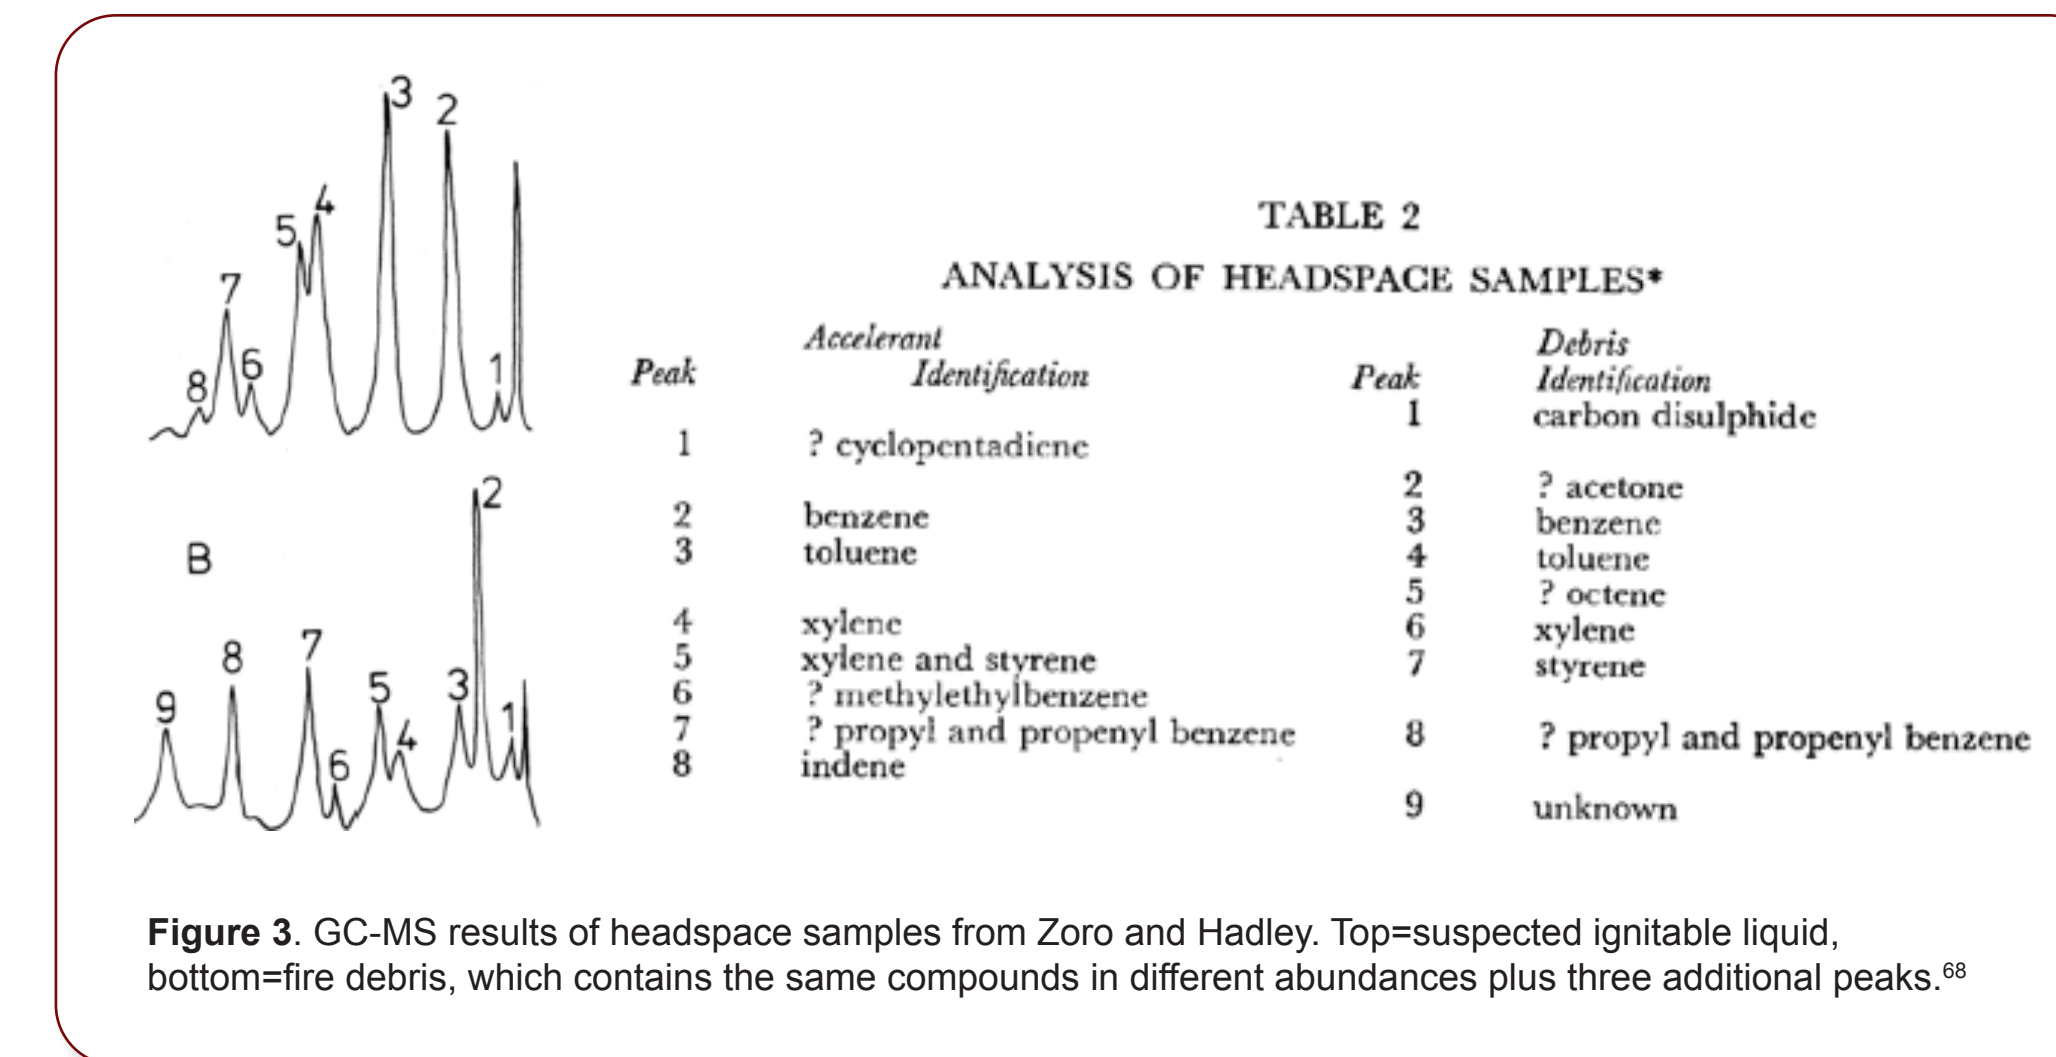 3
2
4
5
7
6
8
1
2
B
7
8
5
3
9
1
4
6
TABLE 2
ANALYSIS OF HEADSPACE SAMPLES*
Accelerant
Peak Identification
1 ? cyclopentadiene
2 benzene
3 toluene
4 xylene
5 xylene and styrene
6 ? methylethylbenzene
7 ? propyl and propenyl benzene
8 indene
Debris
Peak Identification
1 carbon disulphide
2 ? acetone
3 benzene
4 toluene
5 ? octene
6 xylene
7 styrene
8 ? propyl and propenyl benzene
9 unknown
Figure 3. GC-MS results of headspace samples from Zoro and Hadley. Top=suspected ignitable liquid,
bottom=fire debris, which contains the same compounds in different abundances plus three additional peaks.68